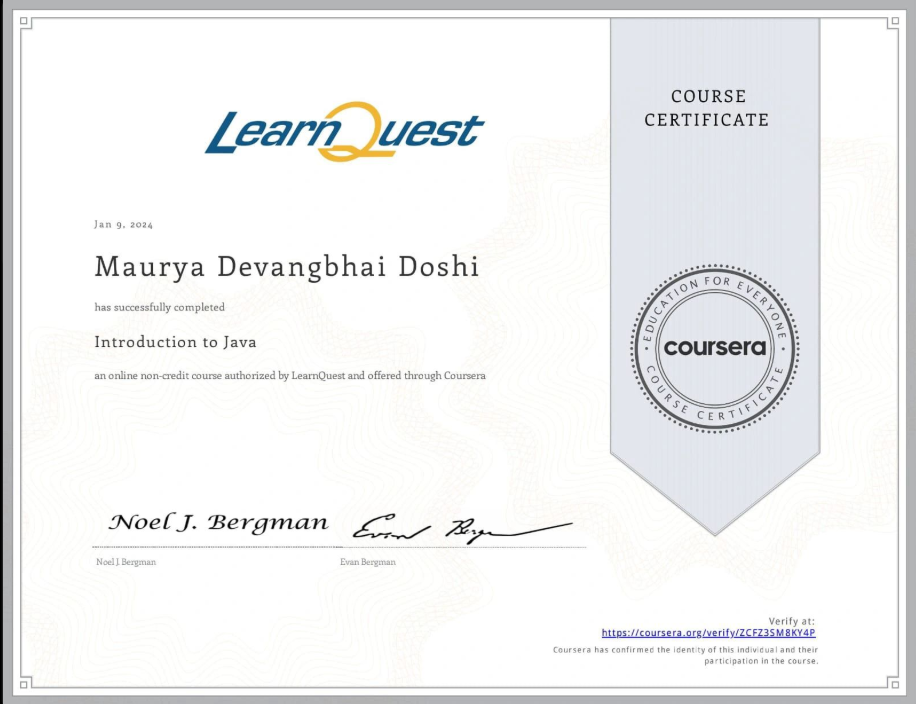 LearnQuest
COURSE
CERTIFICATE
Jan 9, 2024
Maurya Devangbhai Doshi
has successfully completed
Introduction to Java
an online non-credit course authorized by LearnQuest and offered through Coursera
EDUCATION FOR EVERYONE
coursera
COURSE CERTIFICATE
Noel J. Bergman
Evan Bergman
Noel J. Bergman
Evan Bergman
Verify at:
https://coursera.org/verify/ZCFZ3SM8KY4P
Coursera has confirmed the identity of this individual and their
participation in the course.